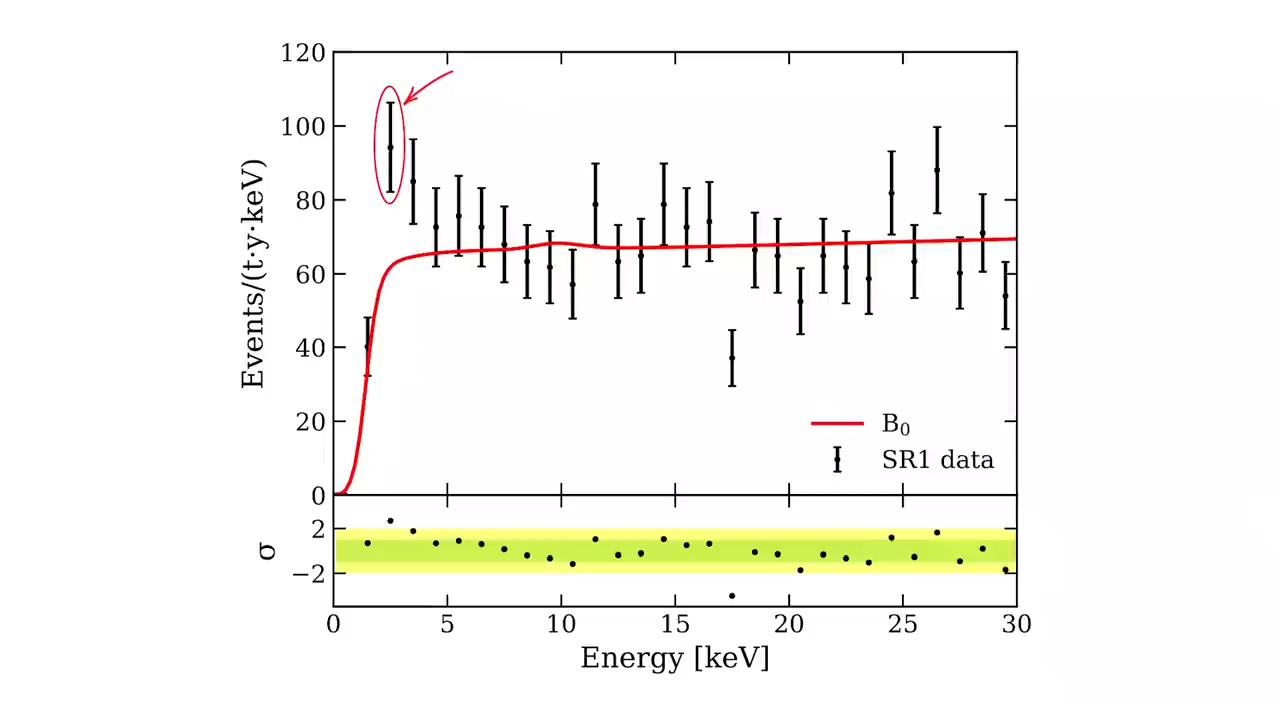 120
100
80
60
40
20
0
Events/(t·y·keV)
B₀
SR1 data
2
−2
σ
0 5 10 15 20 25 30
Energy [keV]